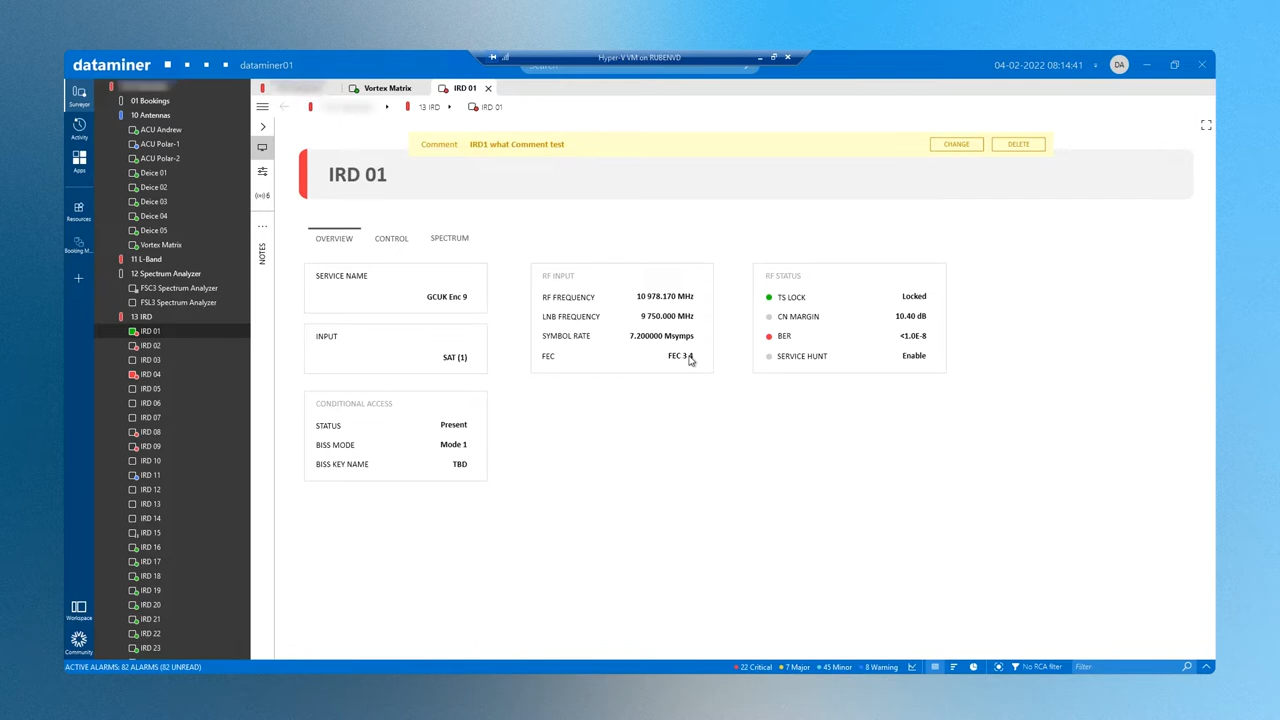 Hyper-V VM on RUBENVD
dataminer
dataminer01
04-02-2022 08:14:41
DA
Surveyor
Activity
Apps
Resources
Booking M...
Workspace
Community
01 Bookings
10 Antennas
ACU Andrew
ACU Polar-1
ACU Polar-2
Deice 01
Deice 02
Deice 03
Deice 04
Deice 05
Vortex Matrix
11 L-Band
12 Spectrum Analyzer
FSC3 Spectrum Analyzer
FSL3 Spectrum Analyzer
13 IRD
IRD 01
IRD 02
IRD 03
IRD 04
IRD 05
IRD 06
IRD 07
IRD 08
IRD 09
IRD 10
IRD 11
IRD 12
IRD 13
IRD 14
IRD 15
IRD 16
IRD 17
IRD 18
IRD 19
IRD 20
IRD 21
IRD 22
IRD 23
Vortex Matrix
IRD 01
13 IRD
IRD 01
6
NOTES
Comment IRD1 what Comment test CHANGE DELETE
IRD 01
OVERVIEW CONTROL SPECTRUM
SERVICE NAME
GCUK Enc 9
INPUT
SAT (1)
CONDITIONAL ACCESS
STATUS Present
BISS MODE Mode 1
BISS KEY NAME TBD
RF INPUT
RF FREQUENCY 10 978.170 MHz
LNB FREQUENCY 9 750.000 MHz
SYMBOL RATE 7.200000 Msymps
FEC FEC 3
RF STATUS
TS LOCK Locked
CN MARGIN 10.40 dB
BER <1.0E-8
SERVICE HUNT Enable
ACTIVE ALARMS; 82 ALARMS (82 UNREAD)
22 Critical 7 Major 45 Minor 8 Warning
No RCA filter
Filter